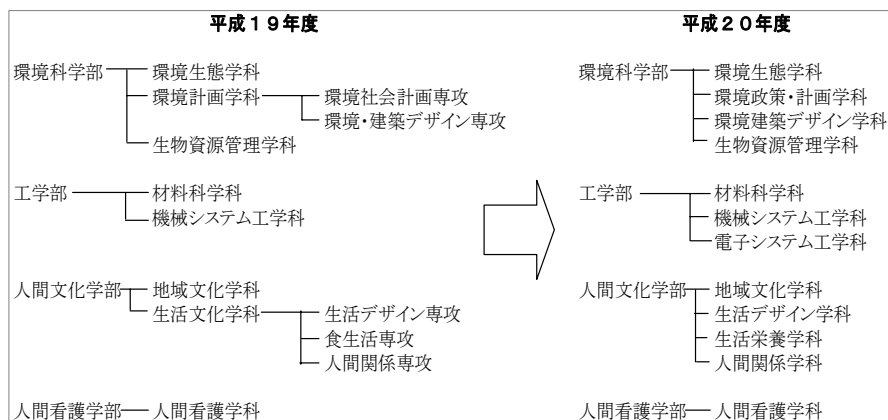 平成１９年度 平成２０年度
環境科学部 環境生態学科 環境科学部 環境生態学科
環境計画学科 環境社会計画専攻 環境政策・計画学科
環境・建築デザイン専攻 環境建築デザイン学科
生物資源管理学科 生物資源管理学科
工学部 材料科学科 工学部 材料科学科
機械システム工学科 機械システム工学科
電子システム工学科
人間文化学部 地域文化学科 人間文化学部 地域文化学科
生活文化学科 生活デザイン専攻 生活デザイン学科
食生活専攻 生活栄養学科
人間関係専攻 人間関係学科
人間看護学部 人間看護学科 人間看護学部 人間看護学科